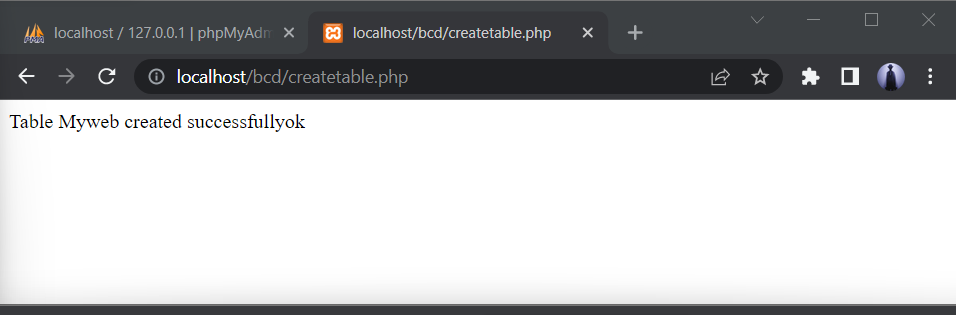 localhost / 127.0.0.1 | phpMyAdm
localhost/bcd/createtable.php
localhost/bcd/createtable.php
Table Myweb created successfullyok